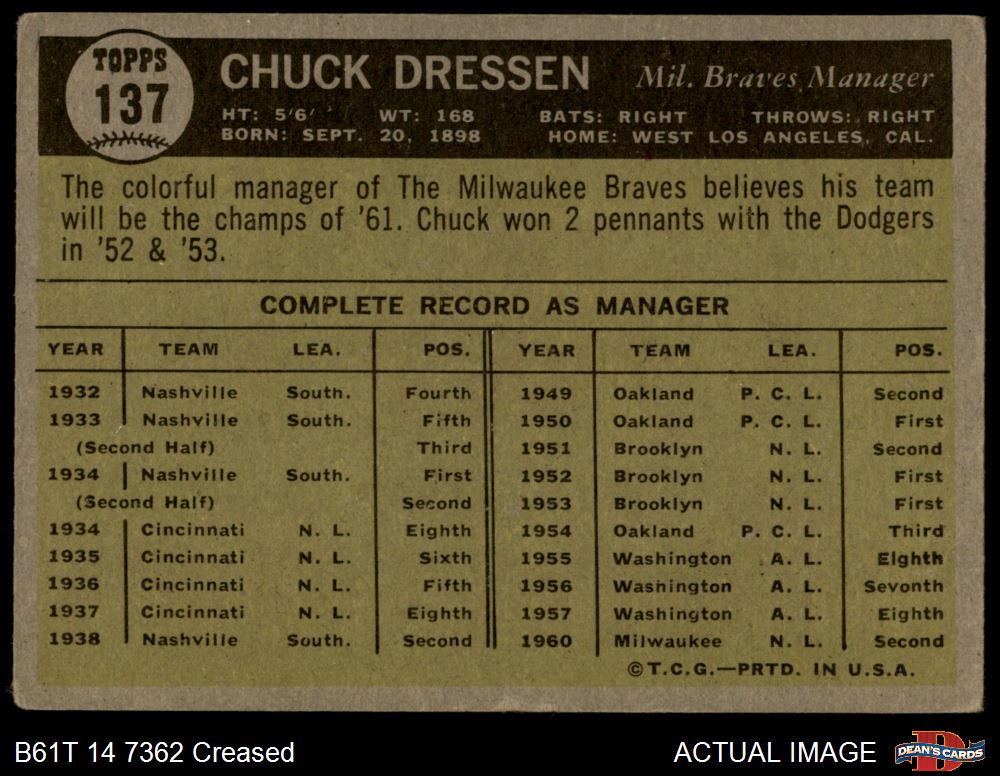 TOPPS
137
CHUCK DRESSEN Mil. Braves Manager
HT: 5'6' WT: 168 BATS: RIGHT THROWS: RIGHT
BORN: SEPT. 20, 1898 HOME: WEST LOS ANGELES, CAL.
The colorful manager of The Milwaukee Braves believes his team
will be the champs of '61. Chuck won 2 pennants with the Dodgers
in '52 & '53.
COMPLETE RECORD AS MANAGER
YEAR TEAM LEA. POS. YEAR TEAM LEA. POS.
1932 Nashville South. Fourth 1949 Oakland P. C. L. Second
1933 Nashville South. Fifth 1950 Oakland P. C. L. First
(Second Half) Third 1951 Brooklyn N. L. Second
1934 Nashville South. First 1952 Brooklyn N. L. First
(Second Half) Second 1953 Brooklyn N. L. First
1934 Cincinnati N. L. Eighth 1954 Oakland P. C. L. Third
1935 Cincinnati N. L. Sixth 1955 Washington A. L. Eighth
1936 Cincinnati N. L. Fifth 1956 Washington A. L. Sevonth
1937 Cincinnati N. L. Eighth 1957 Washington A. L. Eighth
1938 Nashville South. Second 1960 Milwaukee N. L. Second
©T.C.G.—PRTD. IN U.S.A.
B61T 14 7362 Creased ACTUAL IMAGE DEAN'S CARDS